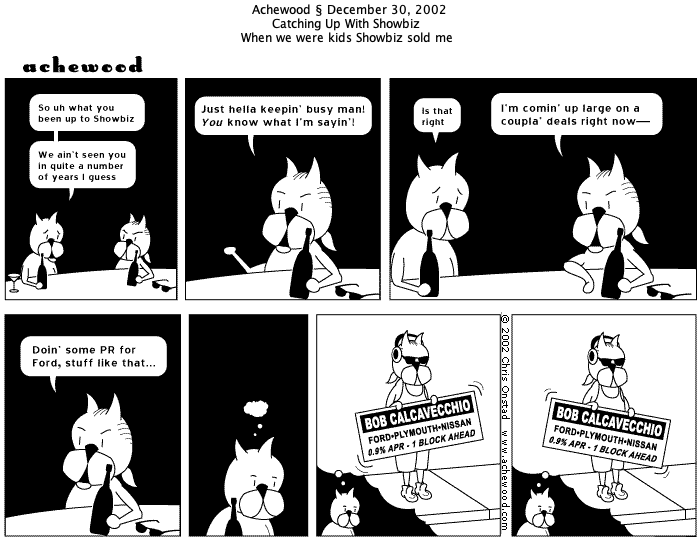 Achewood § December 30, 2002
Catching Up With Showbiz
When we were kids Showbiz sold me
achewood
So uh what you
been up to Showbiz
We ain't seen you
in quite a number
of years I guess
Just hella keepin' busy man!
You know what I'm sayin'!
Is that
right
I'm comin' up large on a
coupla' deals right now—
Doin' some PR for
Ford, stuff like that...
BOB CALCAVECCHIO
FORD•PLYMOUTH•NISSAN
0.9% APR - 1 BLOCK AHEAD
© 2002 Chris Onstad www.achewood.com
BOB CALCAVECCHIO
FORD•PLYMOUTH•NISSAN
0.9% APR - 1 BLOCK AHEAD